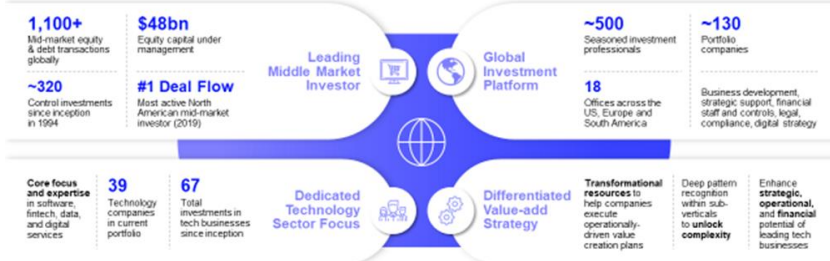 1,100+
Mid-market equity
& debt transactions
globally
$48bn
Equity capital under
management
~320
Control investments
since inception
in 1994
#1 Deal Flow
Most active North
American mid-market
investor (2019)
Leading
Middle Market
Investor
Global
Investment
Platform
~500
Seasoned investment
professionals
~130
Portfolio
companies
18
Offices across the
US, Europe and
South America
Business development,
strategic support, financial
staff and controls, legal,
compliance, digital strategy
Core focus
and expertise
in software,
fintech, data,
and digital
services
39
Technology
companies
in current
portfolio
67
Total
investments in
tech businesses
since inception
Dedicated
Technology
Sector Focus
Differentiated
Value-add
Strategy
Transformational
resources to
help companies
execute
operationally-
driven value
creation plans
Deep pattern
recognition
within sub-
verticals
to unlock
complexity
Enhance
strategic,
operational,
and financial
potential of
leading tech
businesses